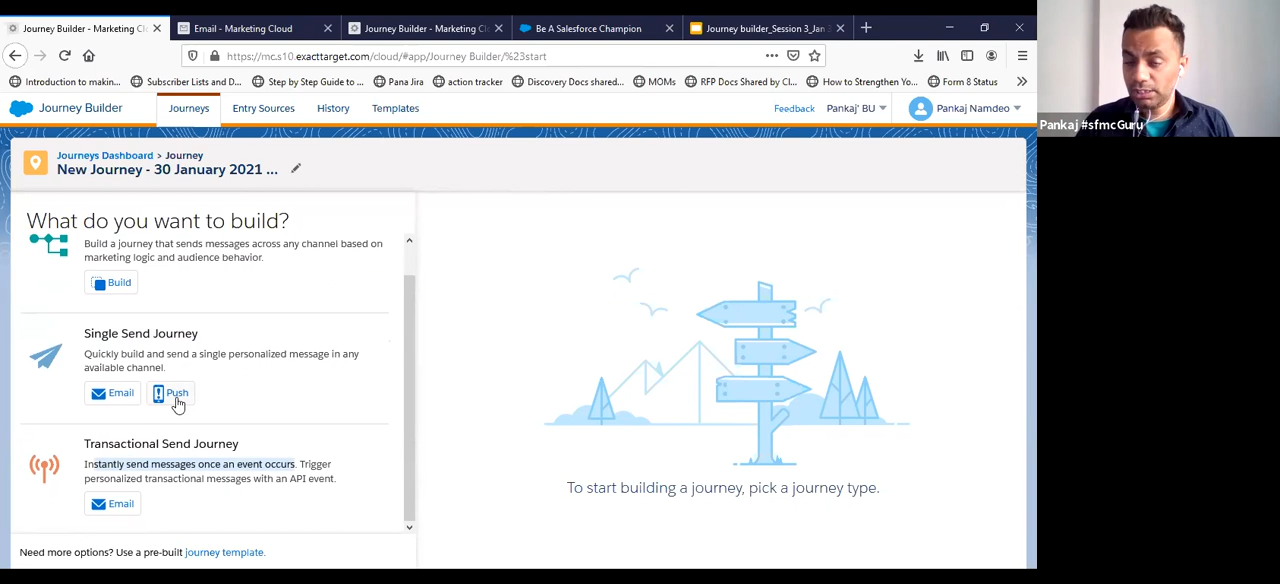 Journey Builder - Marketing Clo
Email - Marketing Cloud
Journey Builder - Marketing Cl
Be A Salesforce Champion
Journey builder_Session 3_Jan 3
https://mc.s10.exacttarget.com/cloud/#app/Journey Builder/%23start
Introduction to makin...
Subscriber Lists and D...
Step by Step Guide to ...
Pana Jira
action tracker
Discovery Docs shared...
MOMs
RPP Docs Shared by Cl...
How to Strengthen Yo...
Form 8 Status
Journey Builder
Journeys
Entry Sources
History
Templates
Feedback
Pankaj' BU
Pankaj Namdeo
Pankaj #sfmcGuru
Journeys Dashboard > Journey
New Journey - 30 January 2021 ...
What do you want to build?
Build a journey that sends messages across any channel based on
marketing logic and audience behavior.
Build
Single Send Journey
Quickly build and send a single personalized message in any
available channel.
Email
Push
Transactional Send Journey
Instantly send messages once an event occurs. Trigger
personalized transactional messages with an API event.
Email
To start building a journey, pick a journey type.
Need more options? Use a pre-built journey template.